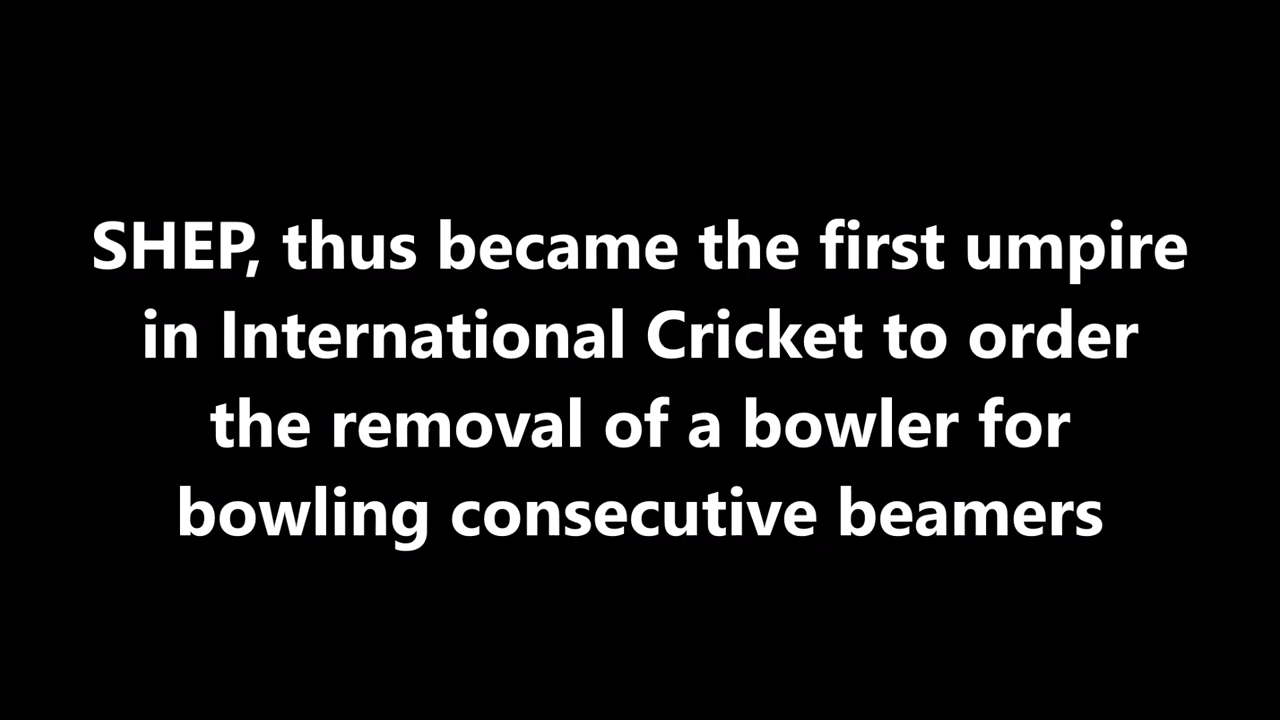 SHEP, thus became the first umpire
in International Cricket to order
the removal of a bowler for
bowling consecutive beamers